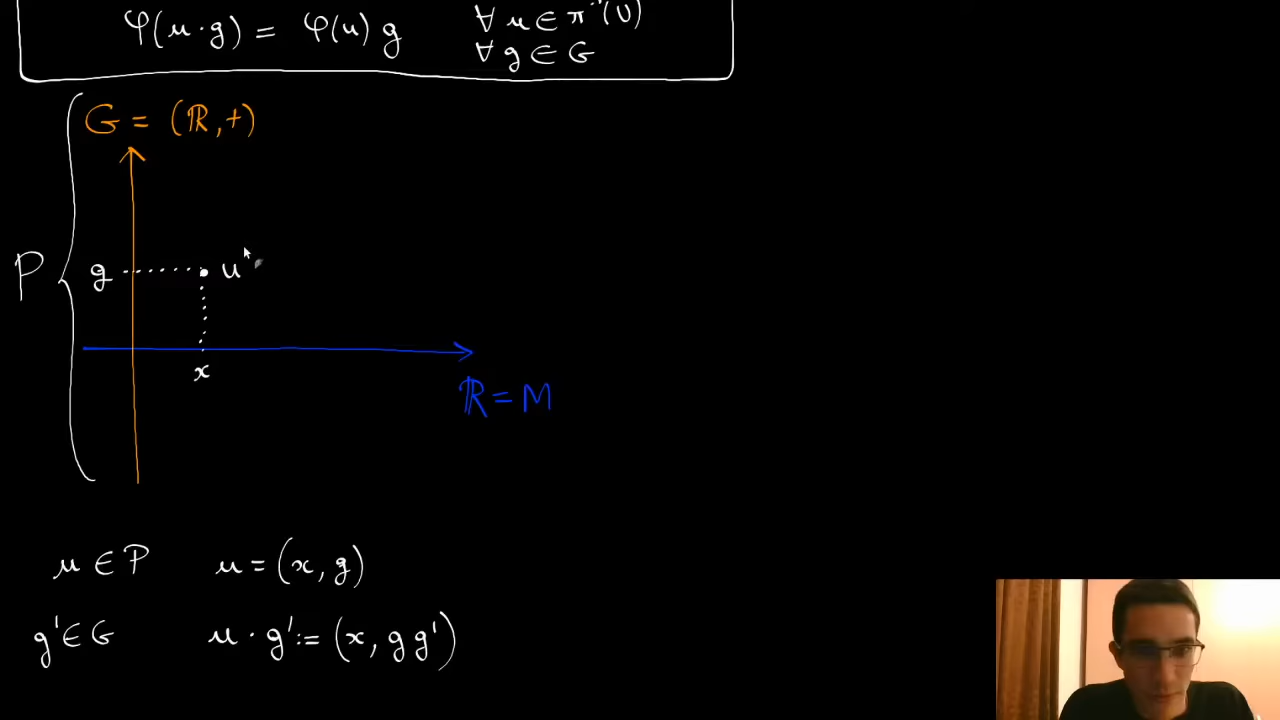 φ(u·g) = φ(u) g ∀ u ∈ π⁻¹(U)
∀ g ∈ G
G = (ℝ,+)
P
g
u
x
ℝ = M
u ∈ P u = (x, g)
g' ∈ G u · g' := (x, g g')